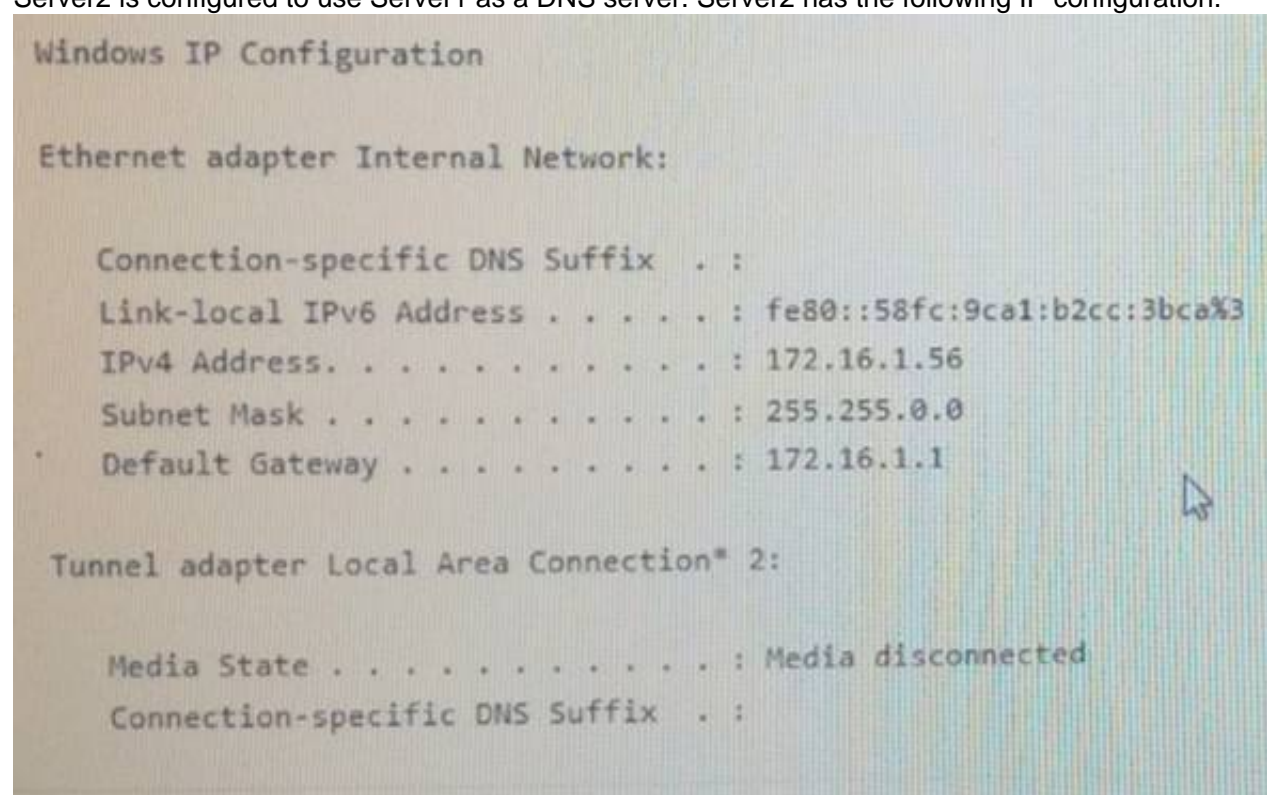 Server2 is configured to use Server1 as a DNS server. Server2 has the following IP configuration.
Windows IP Configuration
Ethernet adapter Internal Network:
Connection-specific DNS Suffix . :
Link-local IPv6 Address . . . . . : fe80::58fc:9ca1:b2cc:3bca%3
IPv4 Address. . . . . . . . . . . : 172.16.1.56
Subnet Mask . . . . . . . . . . . : 255.255.0.0
Default Gateway . . . . . . . . . : 172.16.1.1
Tunnel adapter Local Area Connection* 2:
Media State . . . . . . . . . . . : Media disconnected
Connection-specific DNS Suffix . :